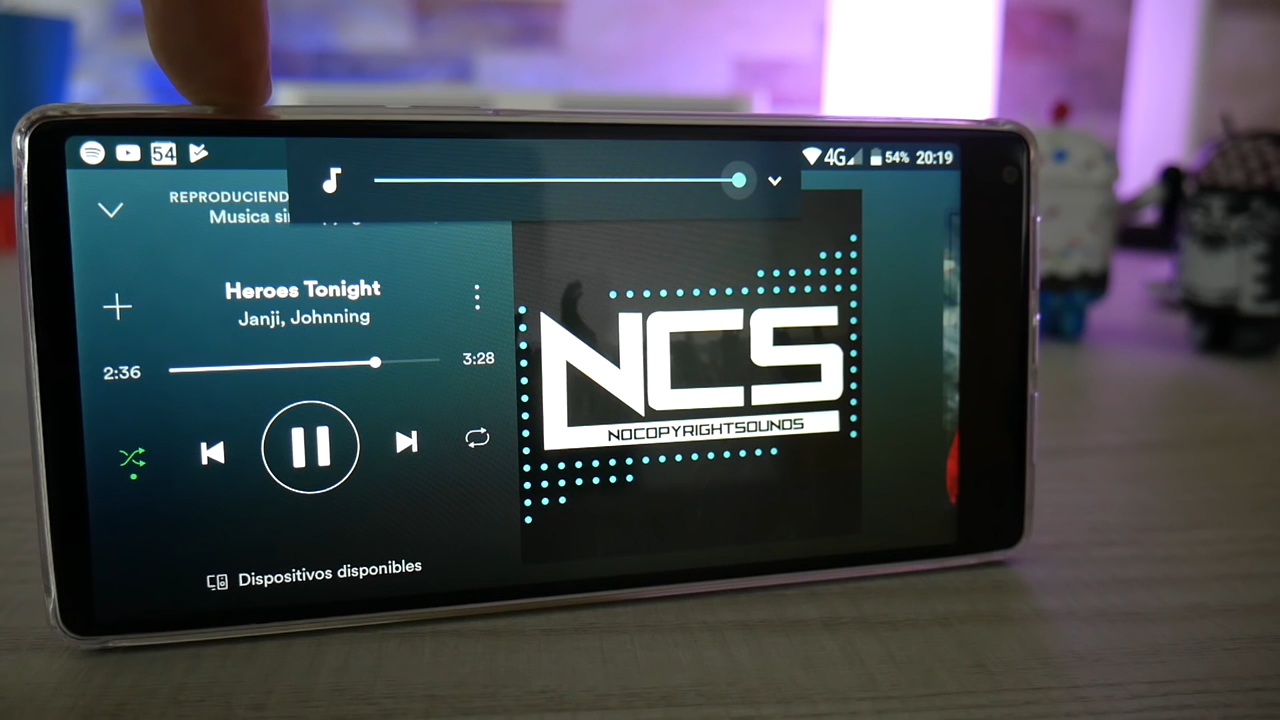 54 4G 54% 20:19
REPRODUCIEND
Musica
Heroes Tonight
Janji, Johnning
2:36
3:28
Dispositivos disponibles
NCS
NOCOPYRIGHTSOUNDS